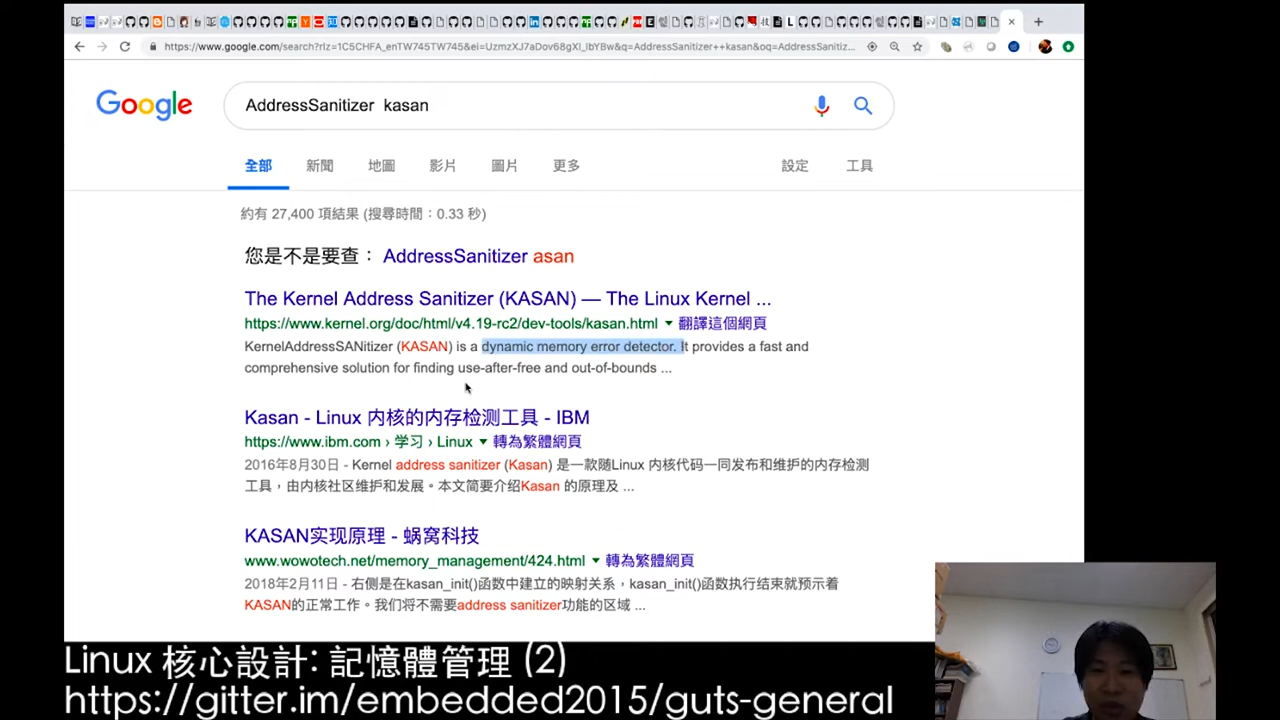 https://www.google.com/search?rlz=1C5CHFA_enTW745TW745&ei=UzmzXJ7aDov68gXI_IbYBw&q=AddressSanitizer++kasan&oq=AddressSanitiz...
Google
AddressSanitizer kasan
全部 新聞 地圖 影片 圖片 更多 設定 工具
約有 27,400 項結果 (搜尋時間：0.33 秒)
您是不是要查： AddressSanitizer asan
The Kernel Address Sanitizer (KASAN) — The Linux Kernel ...
https://www.kernel.org/doc/html/v4.19-rc2/dev-tools/kasan.html 翻譯這個網頁
KernelAddressSANitizer (KASAN) is a dynamic memory error detector. It provides a fast and
comprehensive solution for finding use-after-free and out-of-bounds ...
Kasan - Linux 内核的内存检测工具 - IBM
https://www.ibm.com › 学习 › Linux 轉為繁體網頁
2016年8月30日 - Kernel address sanitizer (Kasan) 是一款随Linux 内核代码一同发布和维护的内存检测
工具，由内核社区维护和发展。本文简要介绍Kasan 的原理及 ...
KASAN实现原理 - 蜗窝科技
www.wowotech.net/memory_management/424.html 轉為繁體網頁
2018年2月11日 - 右侧是在kasan_init()函数中建立的映射关系，kasan_init()函数执行结束就预示着
KASAN的正常工作。我们将不需要address sanitizer功能的区域 ...
Linux 核心設計: 記憶體管理 (2)
https://gitter.im/embedded2015/guts-general